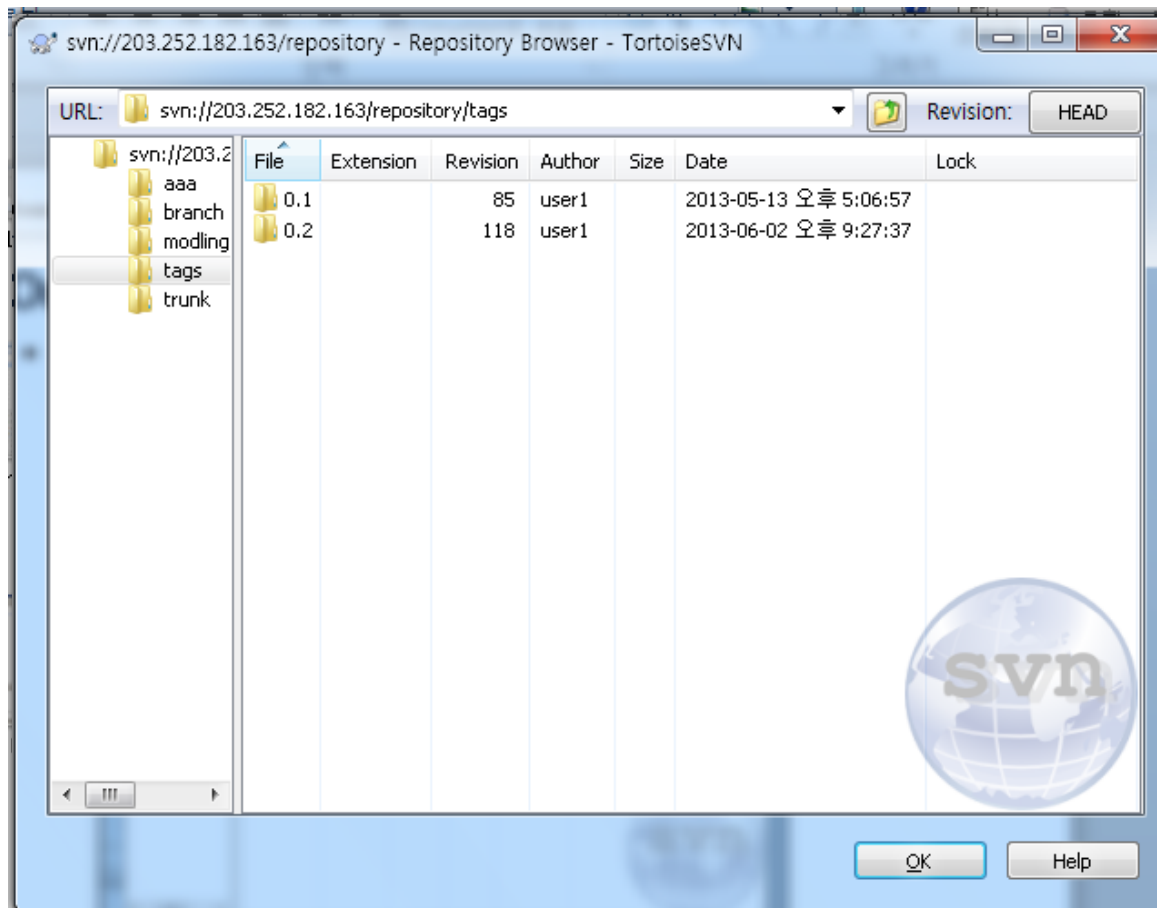 svn://203.252.182.163/repository - Repository Browser - TortoiseSVN
URL: svn://203.252.182.163/repository/tags Revision: HEAD
svn://203.2
aaa
branch
modling
tags
trunk
File Extension Revision Author Size Date Lock
0.1 85 user1 2013-05-13 오후 5:06:57
0.2 118 user1 2013-06-02 오후 9:27:37
svn
OK Help